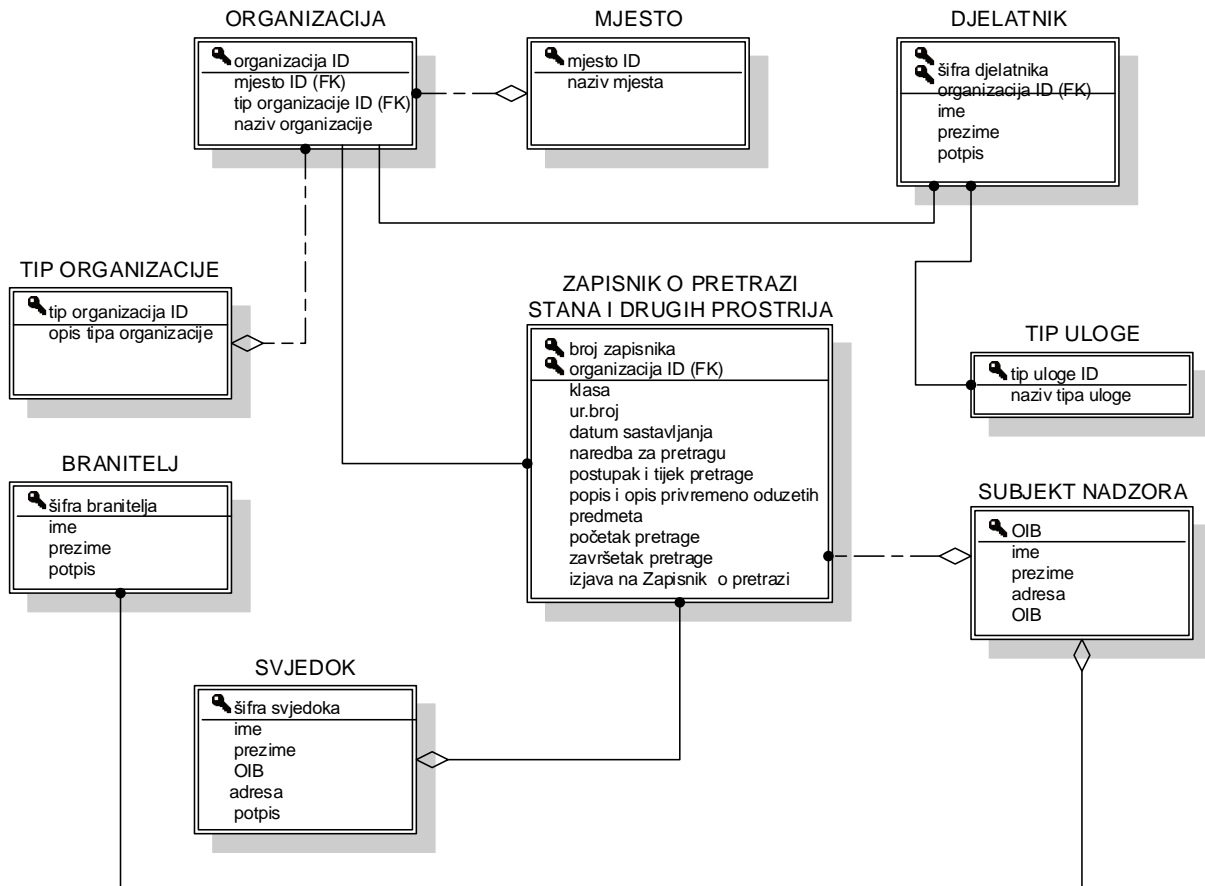 ORGANIZACIJA
organizacija ID
mjesto ID (FK)
tip organizacije ID (FK)
naziv organizacije
MJESTO
mjesto ID
naziv mjesta
DJELATNIK
šifra djelatnika
organizacija ID (FK)
ime
prezime
potpis
TIP ORGANIZACIJE
tip organizacija ID
opis tipa organizacije
ZAPISNIK O PRETRAZI
STANA I DRUGIH PROSTRIJA
broj zapisnika
organizacija ID (FK)
klasa
ur.broj
datum sastavljanja
naredba za pretragu
postupak i tijek pretrage
popis i opis privremeno oduzetih
predmeta
početak pretrage
završetak pretrage
izjava na Zapisnik o pretrazi
TIP ULOGE
tip uloge ID
naziv tipa uloge
BRANITELJ
šifra branitelja
ime
prezime
potpis
SUBJEKT NADZORA
OIB
ime
prezime
adresa
OIB
SVJEDOK
šifra svjedoka
ime
prezime
OIB
adresa
potpis